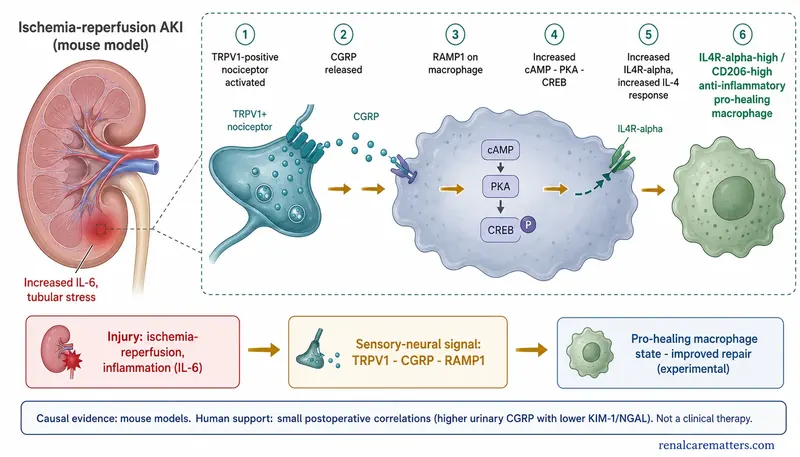 Ischemia-reperfusion AKI
(mouse model)
1
TRPV1-positive
nociceptor
activated
2
CGRP
released
3
RAMP1 on
macrophage
4
Increased
cAMP - PKA -
CREB
5
Increased
IL4R-alpha,
increased IL-4
response
6
IL4R-alpha-high /
CD206-high
anti-inflammatory
pro-healing
macrophage
TRPV1+
nociceptor
CGRP
IL4R-alpha
cAMP
PKA
CREB
P
Increased IL-6,
tubular stress
Injury: ischemia-
reperfusion,
inflammation (IL-6)
Sensory-neural signal:
TRPV1 - CGRP - RAMP1
Pro-healing macrophage
state - improved repair
(experimental)
Causal evidence: mouse models. Human support: small postoperative correlations (higher urinary CGRP with lower KIM-1/NGAL). Not a clinical therapy.
renalcarematters.com